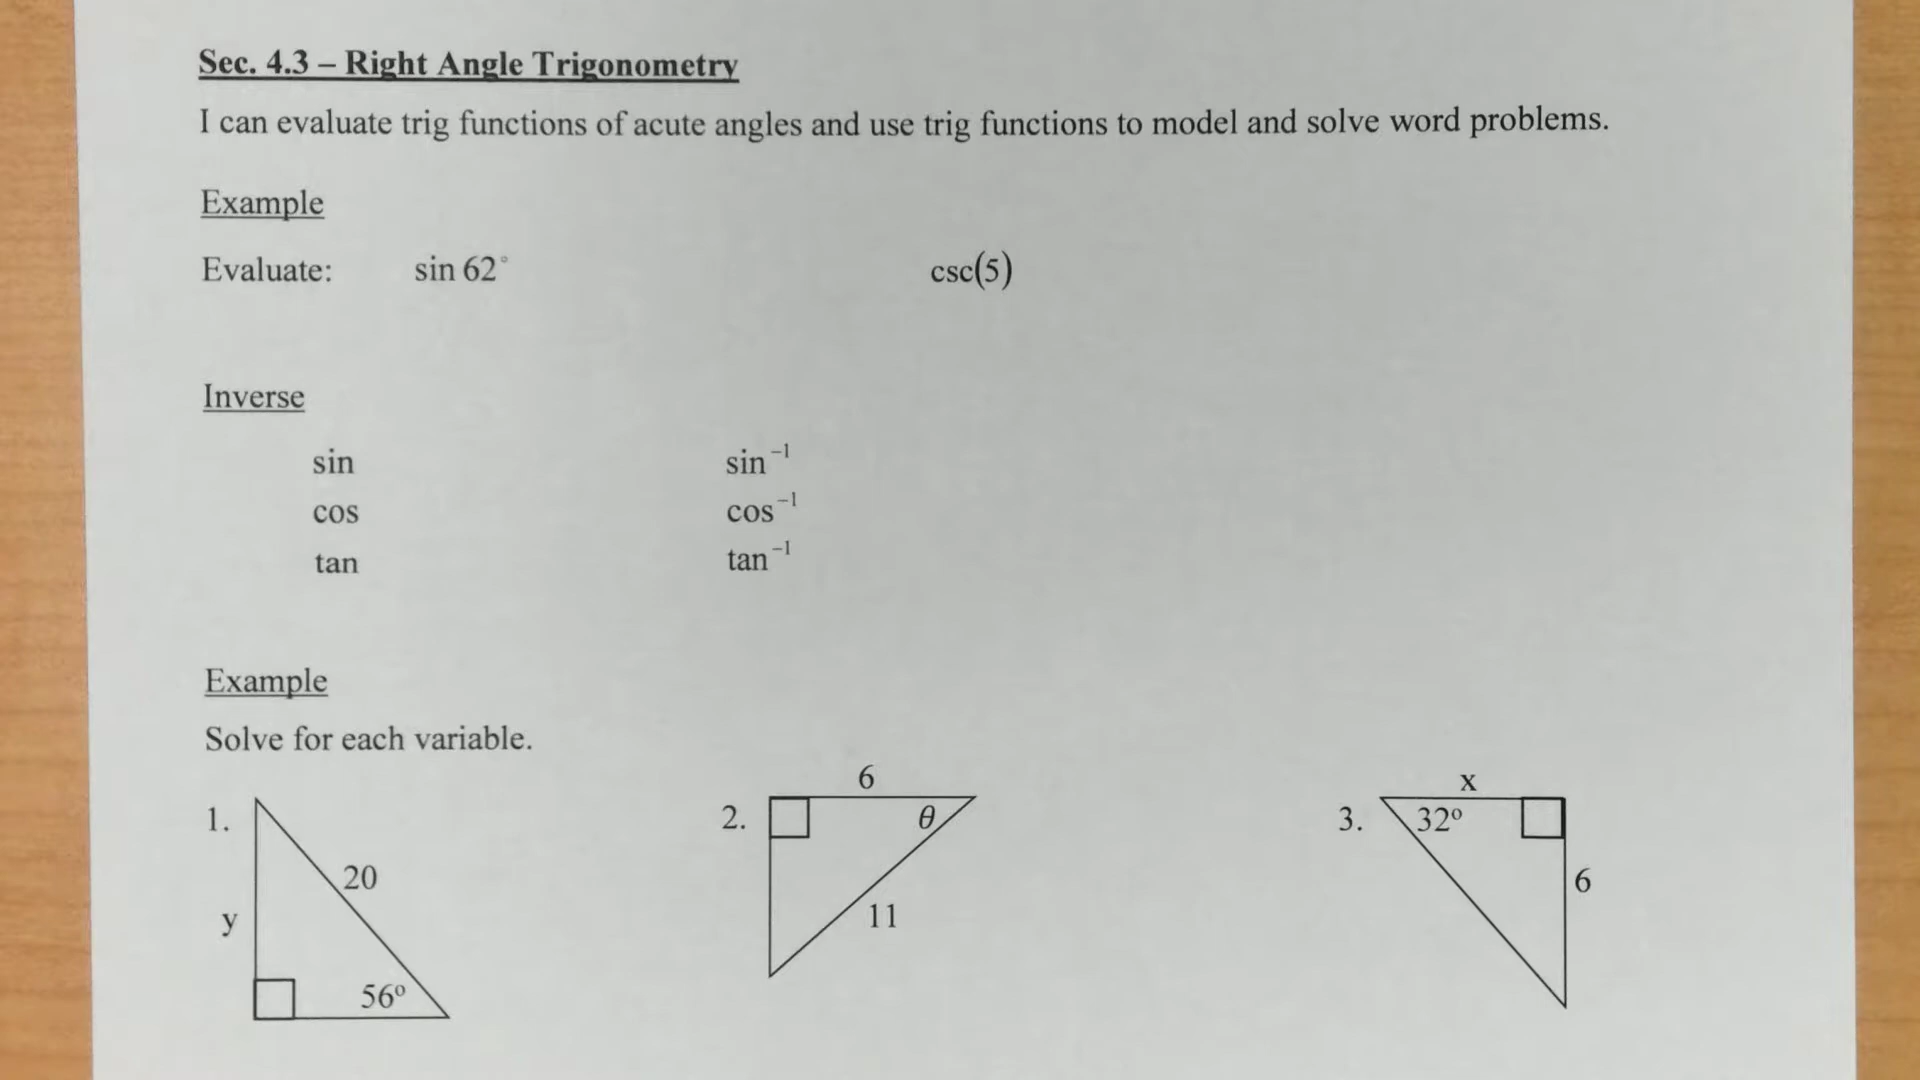 Sec. 4.3 – Right Angle Trigonometry
I can evaluate trig functions of acute angles and use trig functions to model and solve word problems.
Example
Evaluate: sin 62° csc(5)
Inverse
sin sin⁻¹
cos cos⁻¹
tan tan⁻¹
Example
Solve for each variable.
1. y 20 56º
2. 6 θ 11
3. x 32º 6